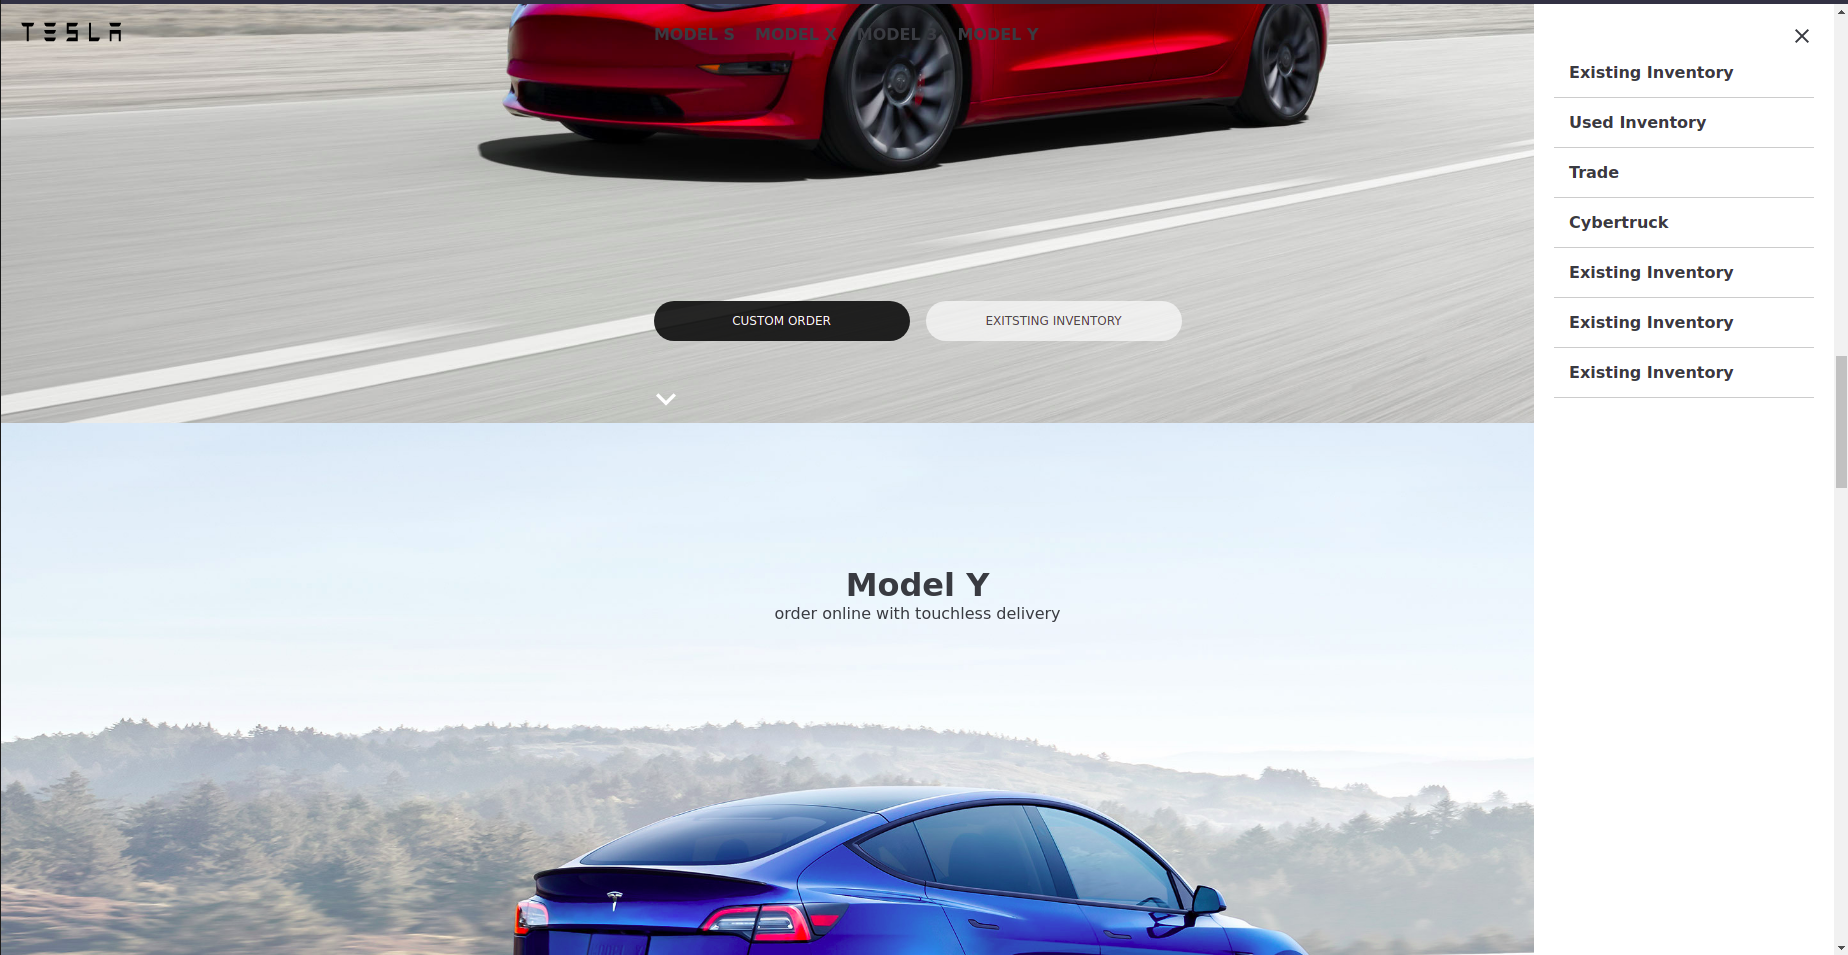 TESLA
MODEL S MODEL X MODEL 3 MODEL Y
CUSTOM ORDER
EXITSTING INVENTORY
Model Y
order online with touchless delivery
Existing Inventory
Used Inventory
Trade
Cybertruck
Existing Inventory
Existing Inventory
Existing Inventory